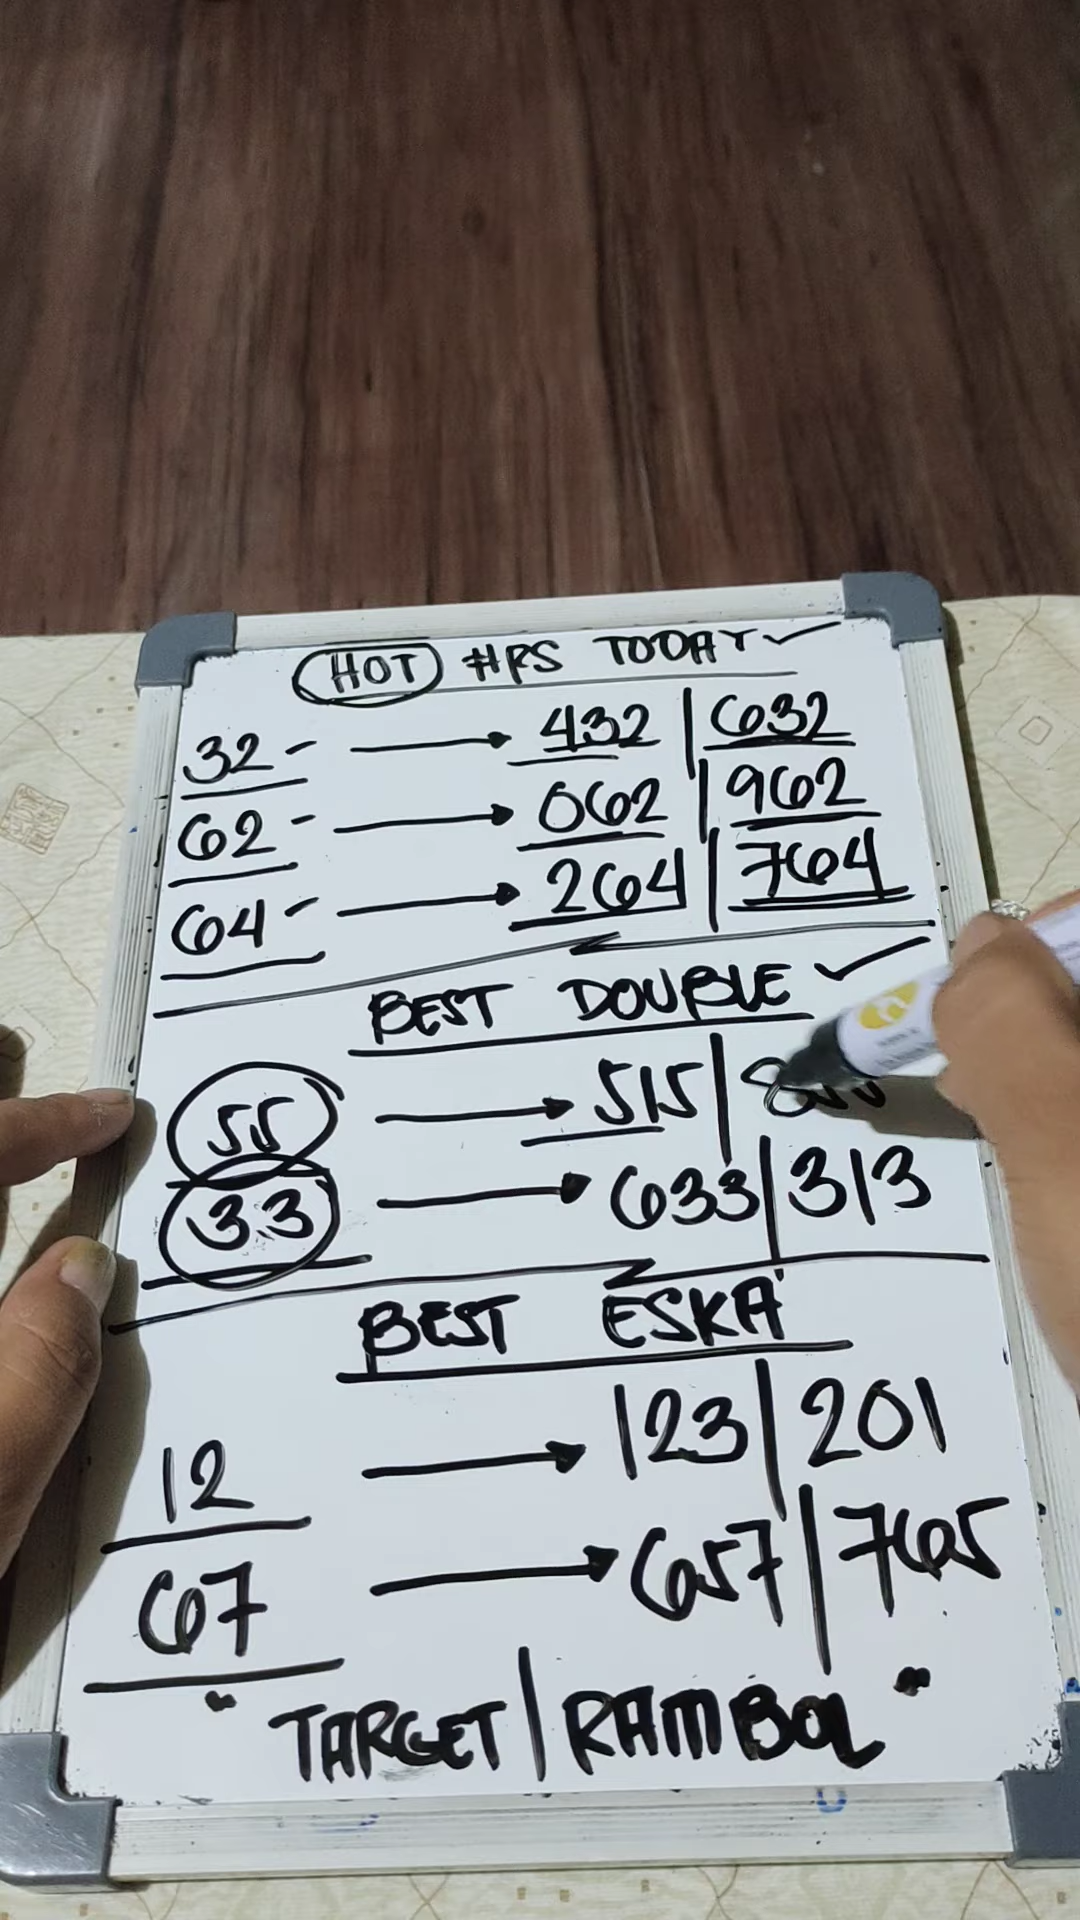 HOT #RS TODAY
32 - → 432 | 632
62 - → 062 | 962
64 - → 264 | 764
BEST DOUBLE
55 → 515 |
33 → 633 | 313
BEST ESKA
12 → 123 | 201
67 → 657 | 765
"TARGET | RAMBOL"